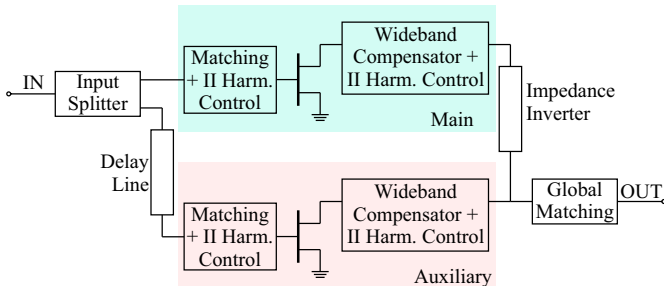 IN
Input
Splitter
Delay
Line
Matching
+ II Harm.
Control
Wideband
Compensator +
II Harm. Control
Main
Impedance
Inverter
Matching
+ II Harm.
Control
Wideband
Compensator +
II Harm. Control
Auxiliary
Global
Matching
OUT